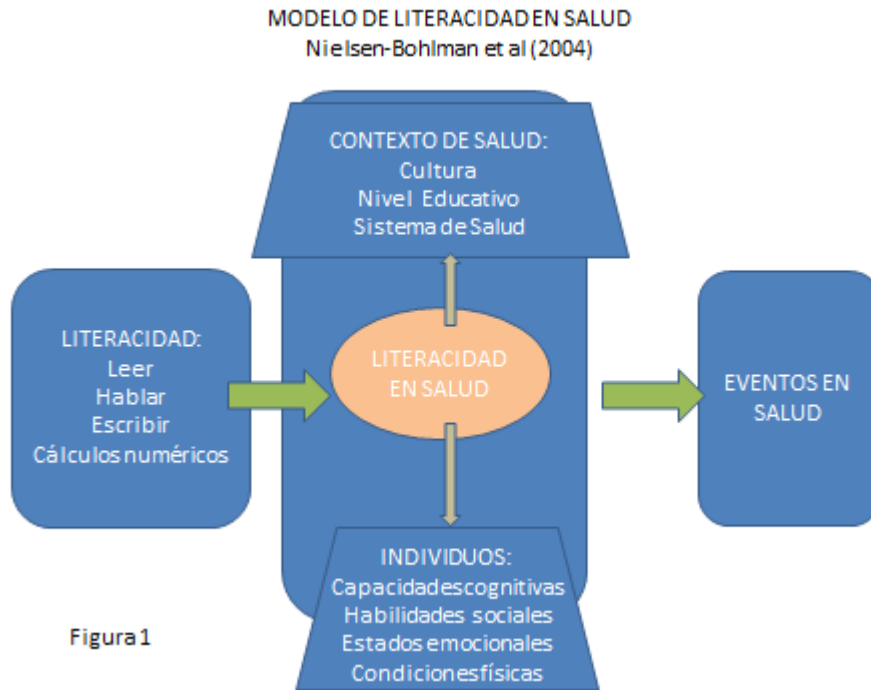 MODELO DE LITERACIDAD EN SALUD
Nielsen-Bohlman et al (2004)
CONTEXTO DE SALUD:
Cultura
Nivel Educativo
Sistema de Salud
LITERACIDAD:
Leer
Hablar
Escribir
Cálculos numéricos
LITERACIDAD
EN SALUD
EVENTOS EN
SALUD
INDIVIDUOS:
Capacidades cognitivas
Habilidades sociales
Estados emocionales
Condiciones físicas
Figura 1